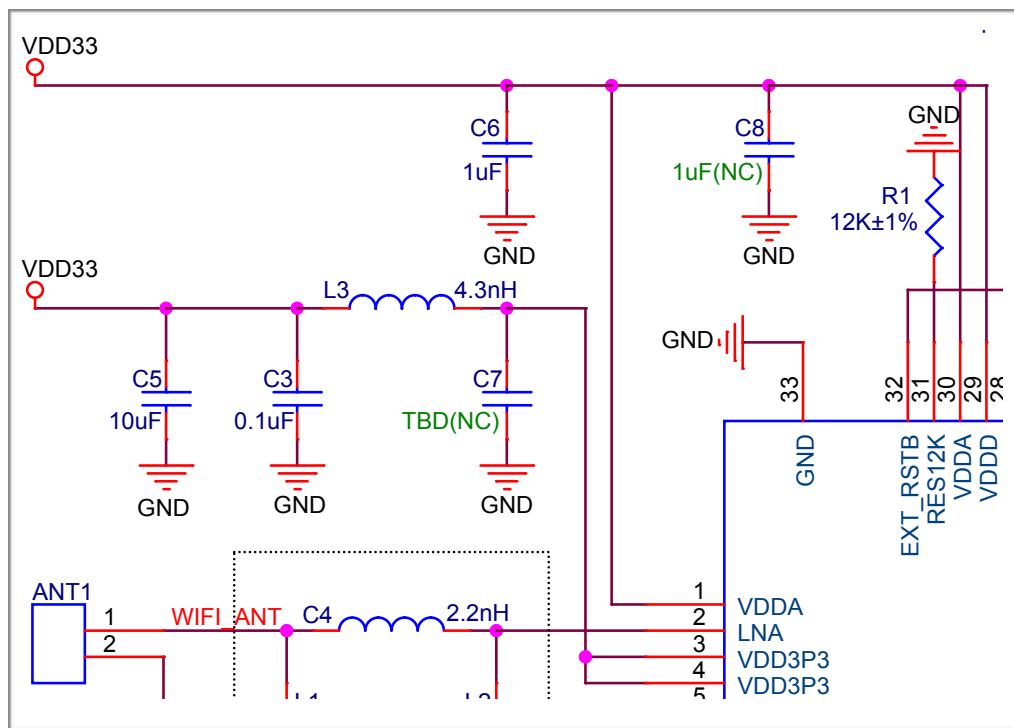 VDD33
C6
1uF
GND
C8
1uF(NC)
GND
GND
R1
12K±1%
VDD33
L3 4.3nH
C5
10uF
GND
C3
0.1uF
GND
C7
TBD(NC)
GND
GND
33
32
31
30
29
28
GND
EXT_RSTB
RES12K
VDDA
VDDD
ANT1
1
2
WIFI_ANT
C4 2.2nH
L1
L2
1 VDDA
2 LNA
3 VDD3P3
4 VDD3P3
5